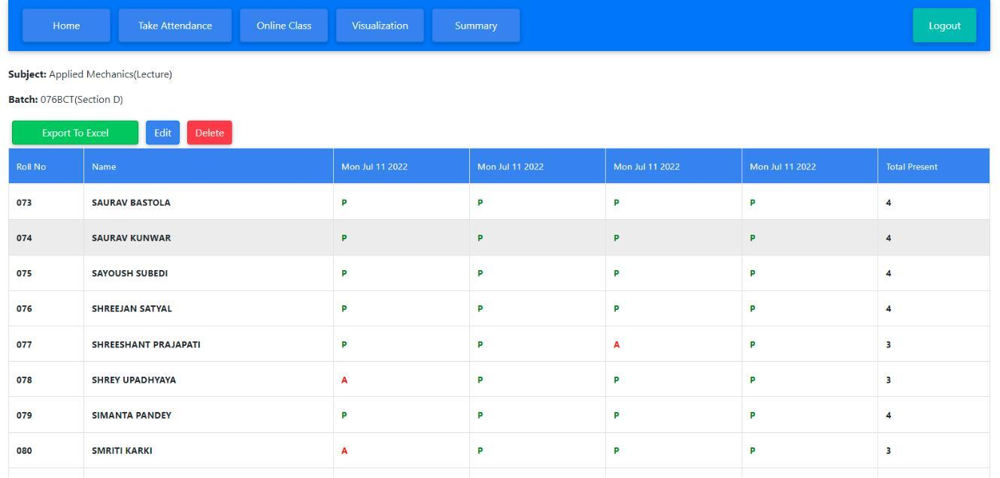 Home Take Attendance Online Class Visualization Summary Logout
Subject: Applied Mechanics(Lecture)
Batch: 076BCT(Section D)
Export To Excel Edit Delete
Roll No Name Mon Jul 11 2022 Mon Jul 11 2022 Mon Jul 11 2022 Mon Jul 11 2022 Total Present
073 SAURAV BASTOLA P P P P 4
074 SAURAV KUNWAR P P P P 4
075 SAYOUSH SUBEDI P P P P 4
076 SHREEJAN SATYAL P P P P 4
077 SHREESHANT PRAJAPATI P P A P 3
078 SHREY UPADHYAYA A P P P 3
079 SIMANTA PANDEY P P P P 4
080 SMRITI KARKI A P P P 3